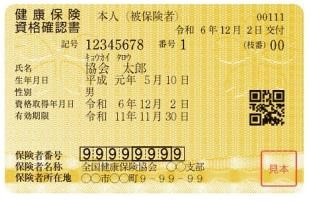 健康保険 本人（被保険者） 00111
資格確認書 令和 6年12月 2日交付
記号 12345678 番号 1 (枝番) 00
キョウカイ タロウ
氏名 協会 太郎
生年月日 平成 元年 5月10日
性別 男
資格取得年月日 令和 6年12月 2日
有効期限 令和 11年11月30日
保険者番号 99999999
保険者名称 全国健康保険協会 〇〇支部
保険者所在地 〇〇市〇〇町9－99－99
見本